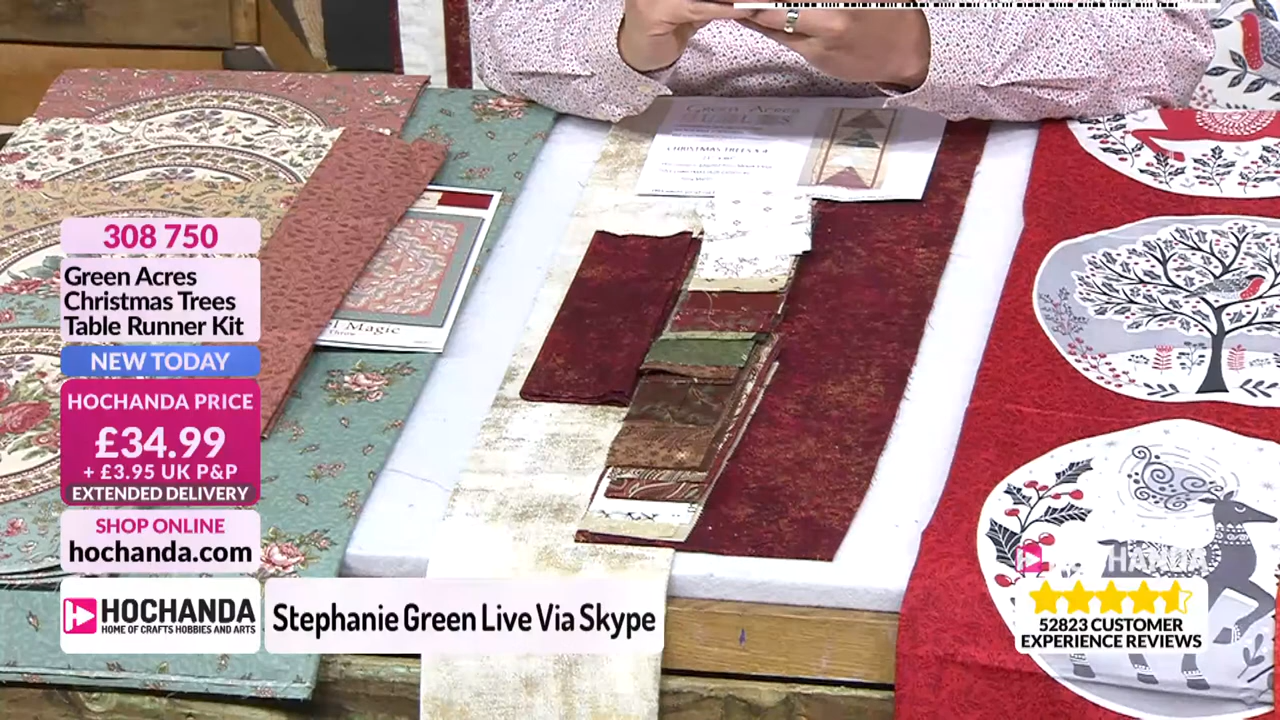 308 750
Green Acres
Christmas Trees
Table Runner Kit
NEW TODAY
HOCHANDA PRICE
£34.99
+ £3.95 UK P&P
EXTENDED DELIVERY
SHOP ONLINE
hochanda.com
HOCHANDA
HOME OF CRAFTS HOBBIES AND ARTS
Stephanie Green Live Via Skype
Green Acres
CHRISTMAS TREES
Magic
HOCHANDA
52823 CUSTOMER
EXPERIENCE REVIEWS